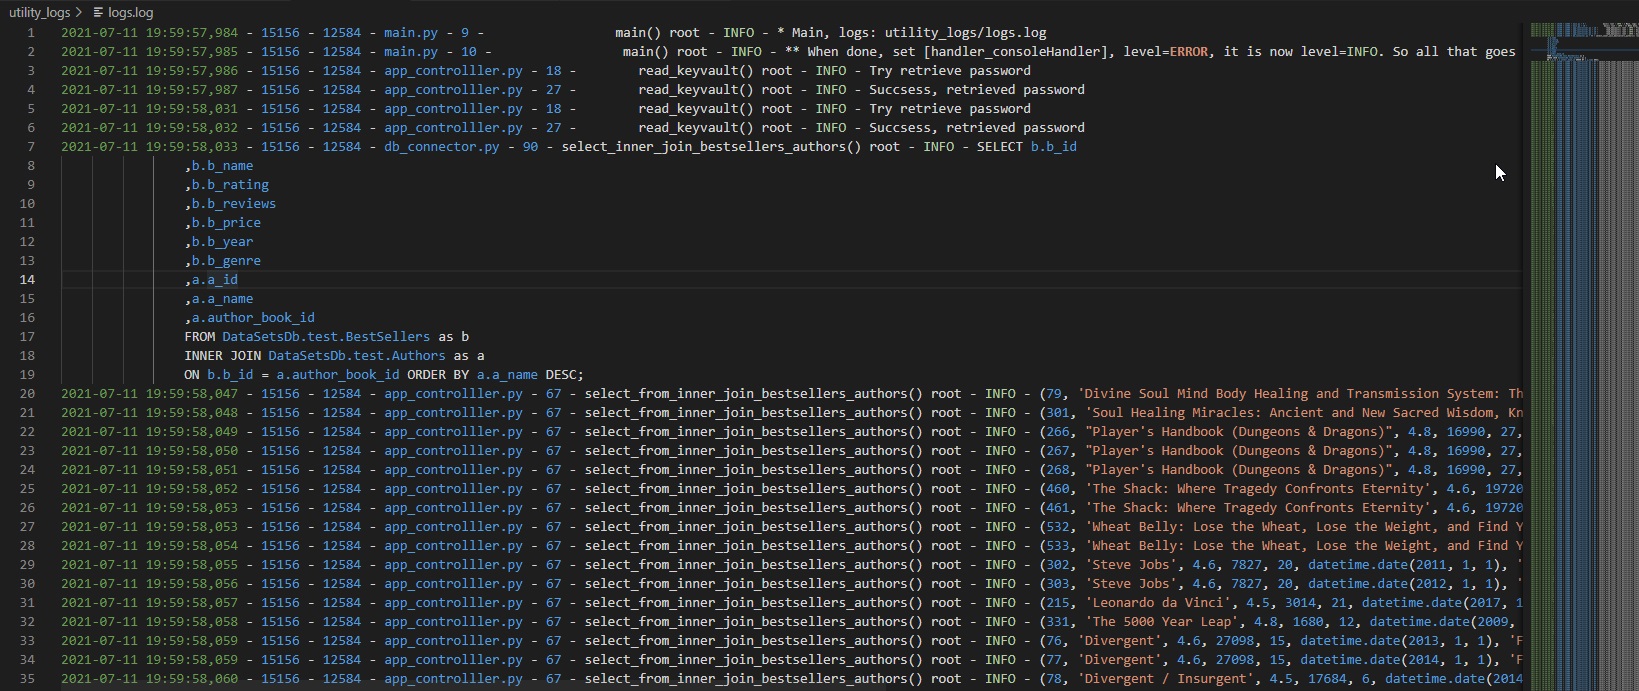 utility_logs > logs.log
1 2021-07-11 19:59:57,984 - 15156 - 12584 - main.py - 9 - main() root - INFO - * Main, logs: utility_logs/logs.log
2 2021-07-11 19:59:57,985 - 15156 - 12584 - main.py - 10 - main() root - INFO - ** When done, set [handler_consoleHandler], level=ERROR, it is now level=INFO. So all that goes
3 2021-07-11 19:59:57,986 - 15156 - 12584 - app_controlller.py - 18 - read_keyvault() root - INFO - Try retrieve password
4 2021-07-11 19:59:57,987 - 15156 - 12584 - app_controlller.py - 27 - read_keyvault() root - INFO - Succsess, retrieved password
5 2021-07-11 19:59:58,031 - 15156 - 12584 - app_controlller.py - 18 - read_keyvault() root - INFO - Try retrieve password
6 2021-07-11 19:59:58,032 - 15156 - 12584 - app_controlller.py - 27 - read_keyvault() root - INFO - Succsess, retrieved password
7 2021-07-11 19:59:58,033 - 15156 - 12584 - db_connector.py - 90 - select_inner_join_bestsellers_authors() root - INFO - SELECT b.b_id
8 ,b.b_name
9 ,b.b_rating
10 ,b.b_reviews
11 ,b.b_price
12 ,b.b_year
13 ,b.b_genre
14 ,a.a_id
15 ,a.a_name
16 ,a.author_book_id
17 FROM DataSetsDb.test.BestSellers as b
18 INNER JOIN DataSetsDb.test.Authors as a
19 ON b.b_id = a.author_book_id ORDER BY a.a_name DESC;
20 2021-07-11 19:59:58,047 - 15156 - 12584 - app_controlller.py - 67 - select_from_inner_join_bestsellers_authors() root - INFO - (79, 'Divine Soul Mind Body Healing and Transmission System: Th
21 2021-07-11 19:59:58,048 - 15156 - 12584 - app_controlller.py - 67 - select_from_inner_join_bestsellers_authors() root - INFO - (301, 'Soul Healing Miracles: Ancient and New Sacred Wisdom, Kn
22 2021-07-11 19:59:58,049 - 15156 - 12584 - app_controlller.py - 67 - select_from_inner_join_bestsellers_authors() root - INFO - (266, "Player's Handbook (Dungeons & Dragons)", 4.8, 16990, 27,
23 2021-07-11 19:59:58,050 - 15156 - 12584 - app_controlller.py - 67 - select_from_inner_join_bestsellers_authors() root - INFO - (267, "Player's Handbook (Dungeons & Dragons)", 4.8, 16990, 27,
24 2021-07-11 19:59:58,051 - 15156 - 12584 - app_controlller.py - 67 - select_from_inner_join_bestsellers_authors() root - INFO - (268, "Player's Handbook (Dungeons & Dragons)", 4.8, 16990, 27,
25 2021-07-11 19:59:58,052 - 15156 - 12584 - app_controlller.py - 67 - select_from_inner_join_bestsellers_authors() root - INFO - (460, 'The Shack: Where Tragedy Confronts Eternity', 4.6, 19720
26 2021-07-11 19:59:58,053 - 15156 - 12584 - app_controlller.py - 67 - select_from_inner_join_bestsellers_authors() root - INFO - (461, 'The Shack: Where Tragedy Confronts Eternity', 4.6, 19720
27 2021-07-11 19:59:58,053 - 15156 - 12584 - app_controlller.py - 67 - select_from_inner_join_bestsellers_authors() root - INFO - (532, 'Wheat Belly: Lose the Wheat, Lose the Weight, and Find Y
28 2021-07-11 19:59:58,054 - 15156 - 12584 - app_controlller.py - 67 - select_from_inner_join_bestsellers_authors() root - INFO - (533, 'Wheat Belly: Lose the Wheat, Lose the Weight, and Find Y
29 2021-07-11 19:59:58,055 - 15156 - 12584 - app_controlller.py - 67 - select_from_inner_join_bestsellers_authors() root - INFO - (302, 'Steve Jobs', 4.6, 7827, 20, datetime.date(2011, 1, 1), '
30 2021-07-11 19:59:58,056 - 15156 - 12584 - app_controlller.py - 67 - select_from_inner_join_bestsellers_authors() root - INFO - (303, 'Steve Jobs', 4.6, 7827, 20, datetime.date(2012, 1, 1), '
31 2021-07-11 19:59:58,057 - 15156 - 12584 - app_controlller.py - 67 - select_from_inner_join_bestsellers_authors() root - INFO - (215, 'Leonardo da Vinci', 4.5, 3014, 21, datetime.date(2017, 1
32 2021-07-11 19:59:58,058 - 15156 - 12584 - app_controlller.py - 67 - select_from_inner_join_bestsellers_authors() root - INFO - (331, 'The 5000 Year Leap', 4.8, 1680, 12, datetime.date(2009,
33 2021-07-11 19:59:58,059 - 15156 - 12584 - app_controlller.py - 67 - select_from_inner_join_bestsellers_authors() root - INFO - (76, 'Divergent', 4.6, 27098, 15, datetime.date(2013, 1, 1), 'F
34 2021-07-11 19:59:58,059 - 15156 - 12584 - app_controlller.py - 67 - select_from_inner_join_bestsellers_authors() root - INFO - (77, 'Divergent', 4.6, 27098, 15, datetime.date(2014, 1, 1), 'F
35 2021-07-11 19:59:58,060 - 15156 - 12584 - app_controlller.py - 67 - select_from_inner_join_bestsellers_authors() root - INFO - (78, 'Divergent / Insurgent', 4.5, 17684, 6, datetime.date(2014